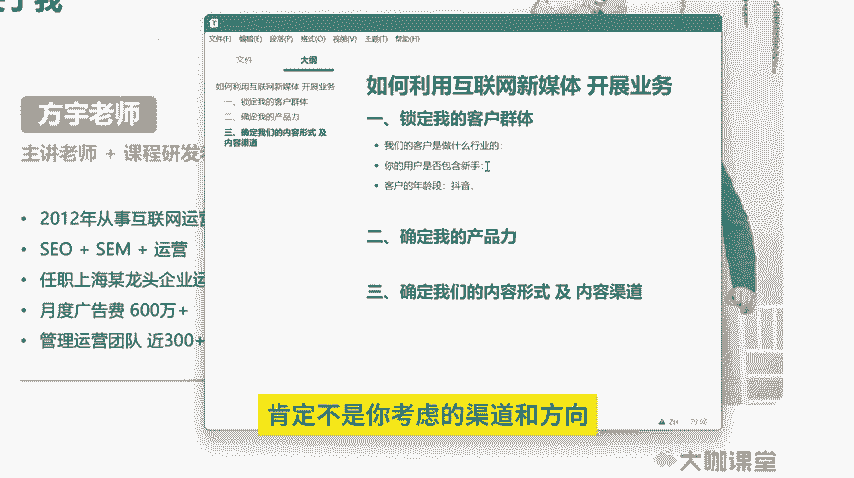 方宇老师
主讲老师 + 课程研发
• 2012年从事互联网运营
• SEO + SEM + 运营
• 任职上海某龙头企业运
• 月度广告费 600万+
• 管理运营团队 近300+
文件(F) 编辑(E) 段落(P) 格式(O) 视图(V) 主题(T) 帮助(H)
文件 大纲
如何利用互联网新媒体 开展业务
一、锁定我的客户群体
二、确定我的产品力
三、确定我们的内容形式 及
内容渠道
如何利用互联网新媒体 开展业务
一、锁定我的客户群体
• 我们的客户是做什么行业的:
• 你的用户是否包含新手:
• 客户的年龄段：抖音、
二、确定我的产品力
三、确定我们的内容形式 及 内容渠道
肯定不是你考虑的渠道和方向
大咖课堂